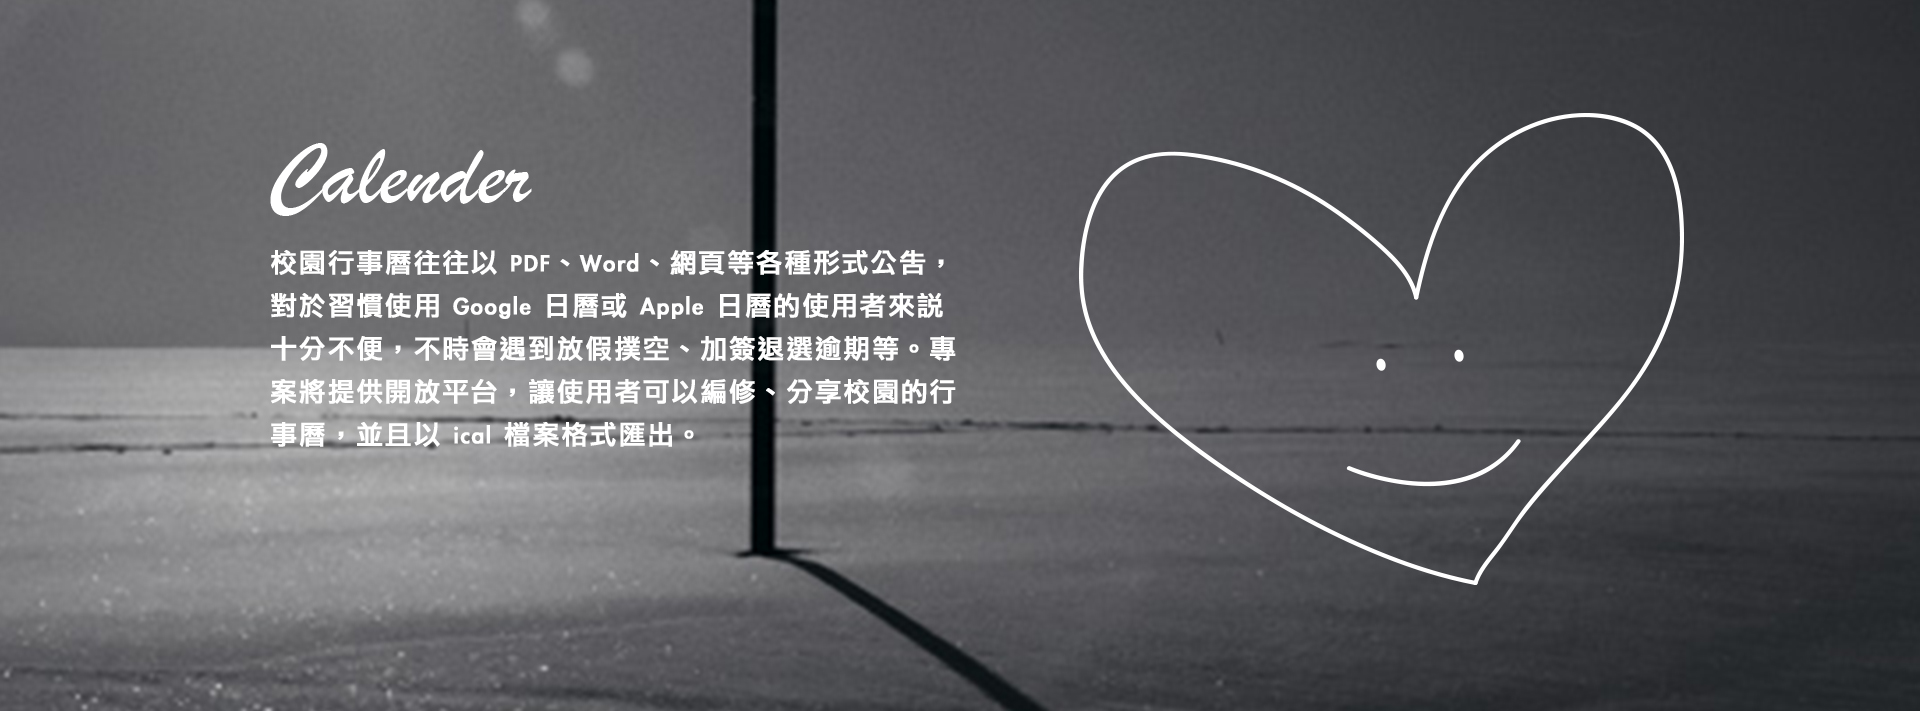 Calender
校園行事曆往往以 PDF、Word、網頁等各種形式公告，
對於習慣使用 Google 日曆或 Apple 日曆的使用者來說
十分不便，不時會遇到放假撲空、加簽退選逾期等。專
案將提供開放平台，讓使用者可以編修、分享校園的行
事曆，並且以 ical 檔案格式匯出。